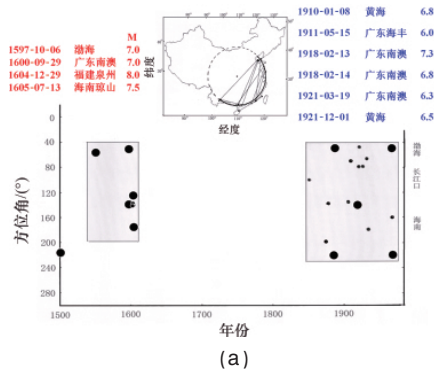 M
1597-10-06 渤海 7.0
1600-09-29 广东南澳 7.0
1604-12-29 福建泉州 8.0
1605-07-13 海南琼山 7.5
纬度
经度
1910-01-08 黄海 6.8
1911-05-15 广东海丰 6.0
1918-02-13 广东南澳 7.3
1918-02-14 广东南澳 6.8
1921-03-19 广东南澳 6.3
1921-12-01 黄海 6.5
方位角/(°)
0
40
80
120
160
200
240
280
渤海
长江口
海南
1500
1600
1700
1800
1900
年份
(a)